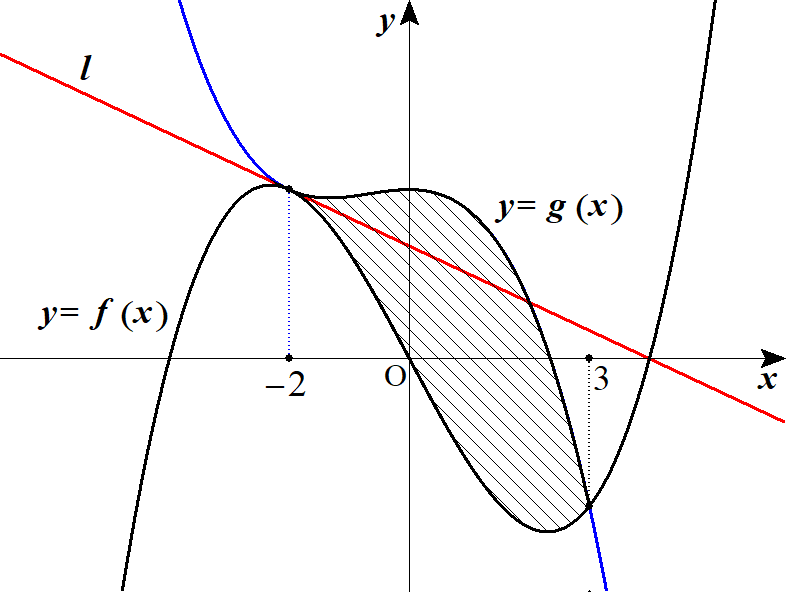 y
l
y= g (x)
y= f (x)
O
x
−2
3